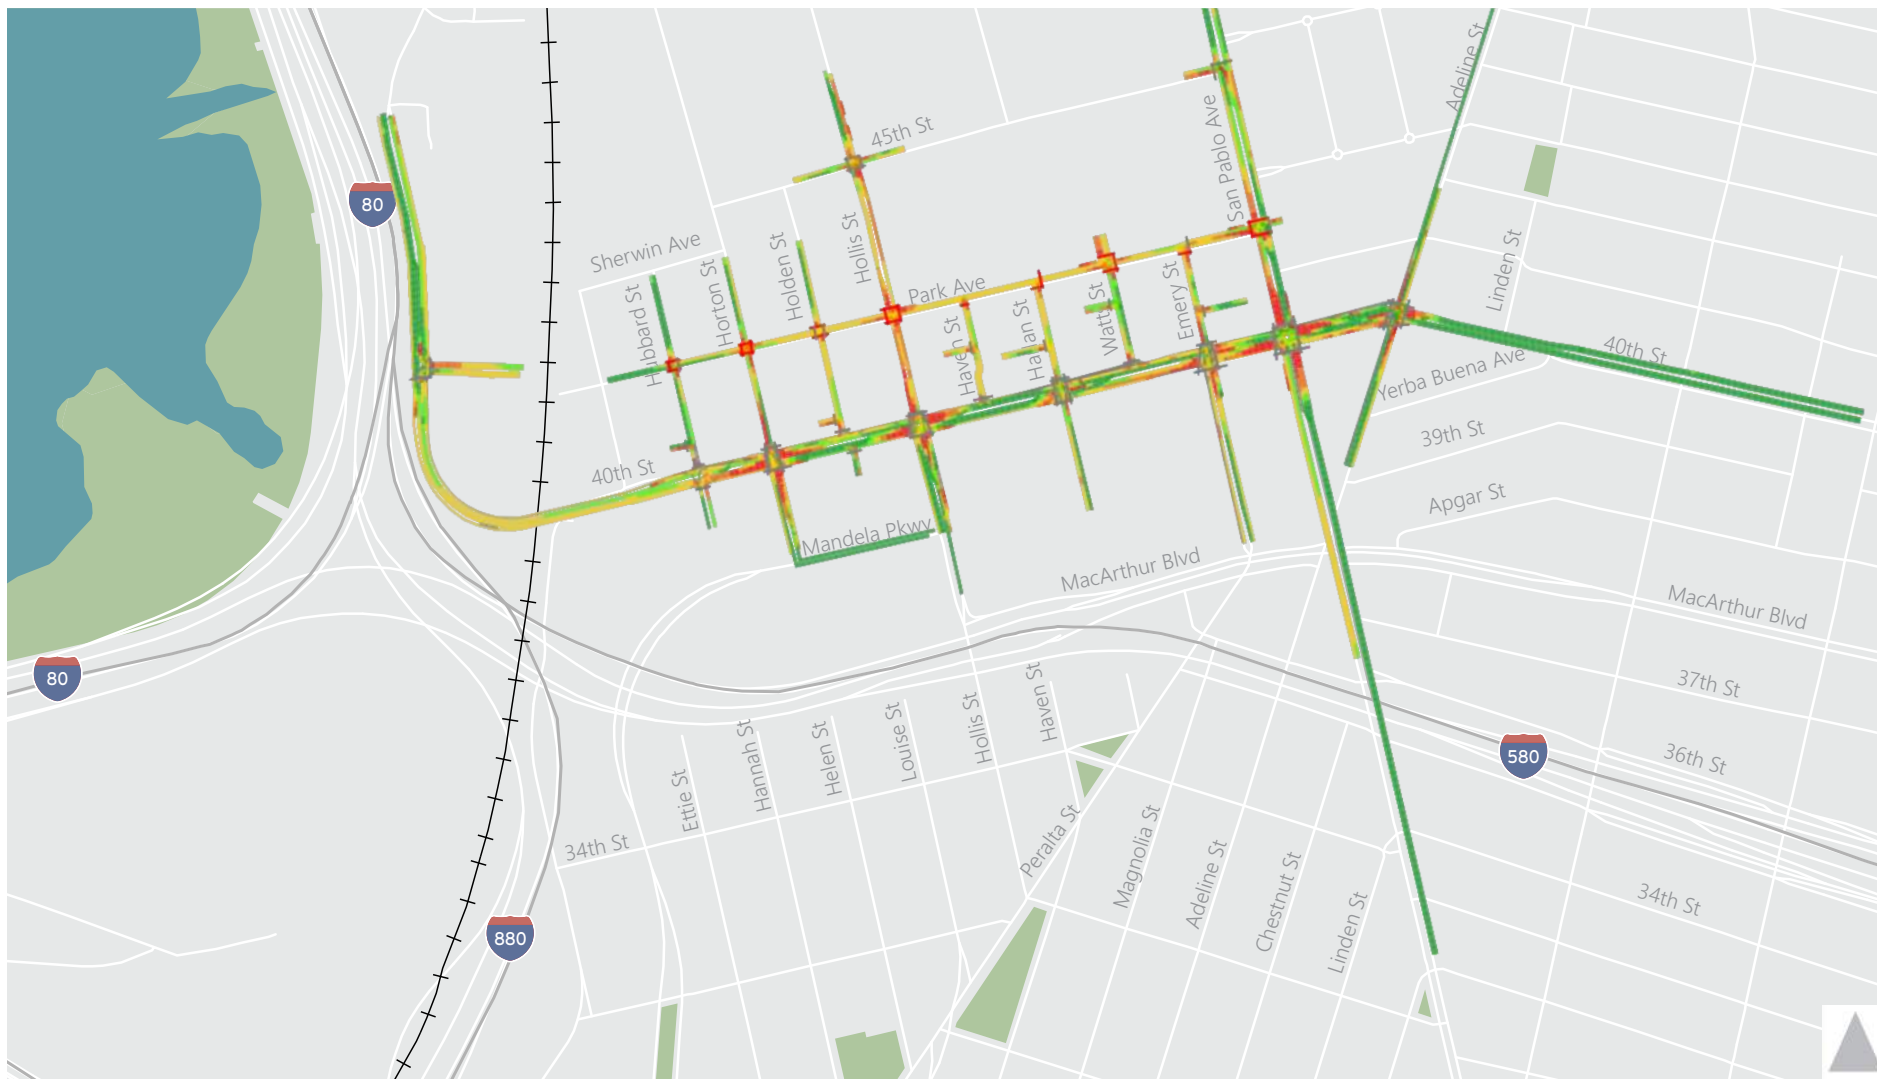 Adeline St
45th St
San Pablo Ave
80
Hollis St
Linden St
Sherwin Ave
Holden St
Horton St
Park Ave
Emery St
Hubbard St
Watts St
Harlan St
Haven St
40th St
Yerba Buena Ave
39th St
40th St
Apgar St
Mandela Pkwy
MacArthur Blvd
MacArthur Blvd
80
37th St
Haven St
Hollis St
Louise St
Helen St
Hannah St
Ettie St
580
36th St
34th St
Peralta St
Magnolia St
Adeline St
Chestnut St
Linden St
34th St
880